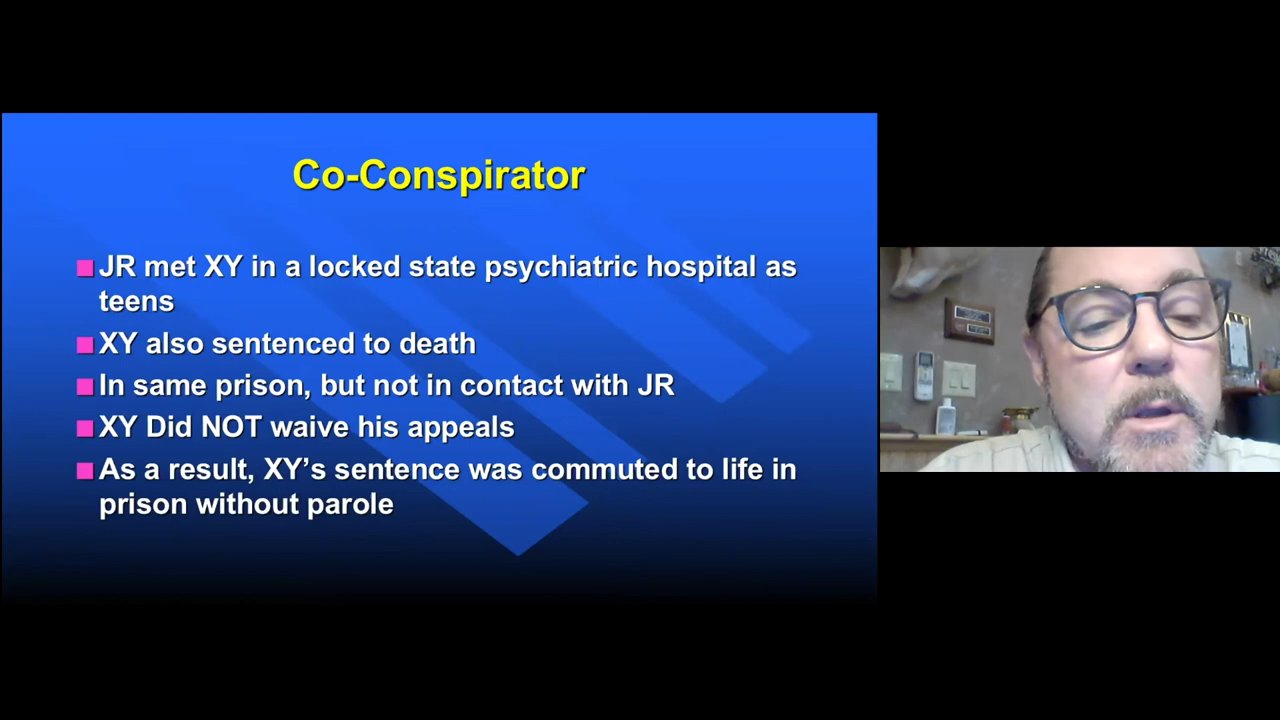 Co-Conspirator
JR met XY in a locked state psychiatric hospital as
teens
XY also sentenced to death
In same prison, but not in contact with JR
XY Did NOT waive his appeals
As a result, XY’s sentence was commuted to life in
prison without parole